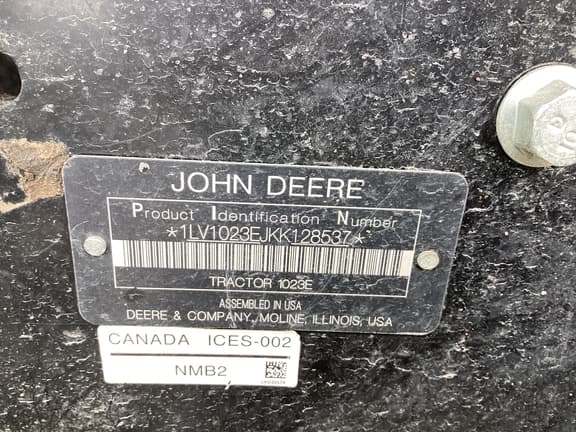 JOHN DEERE
Product Identification Number
*1LV1023EJKK128537*
TRACTOR 1023E
ASSEMBLED IN USA
DEERE & COMPANY, MOLINE, ILLINOIS, USA
CANADA ICES-002
NMB2